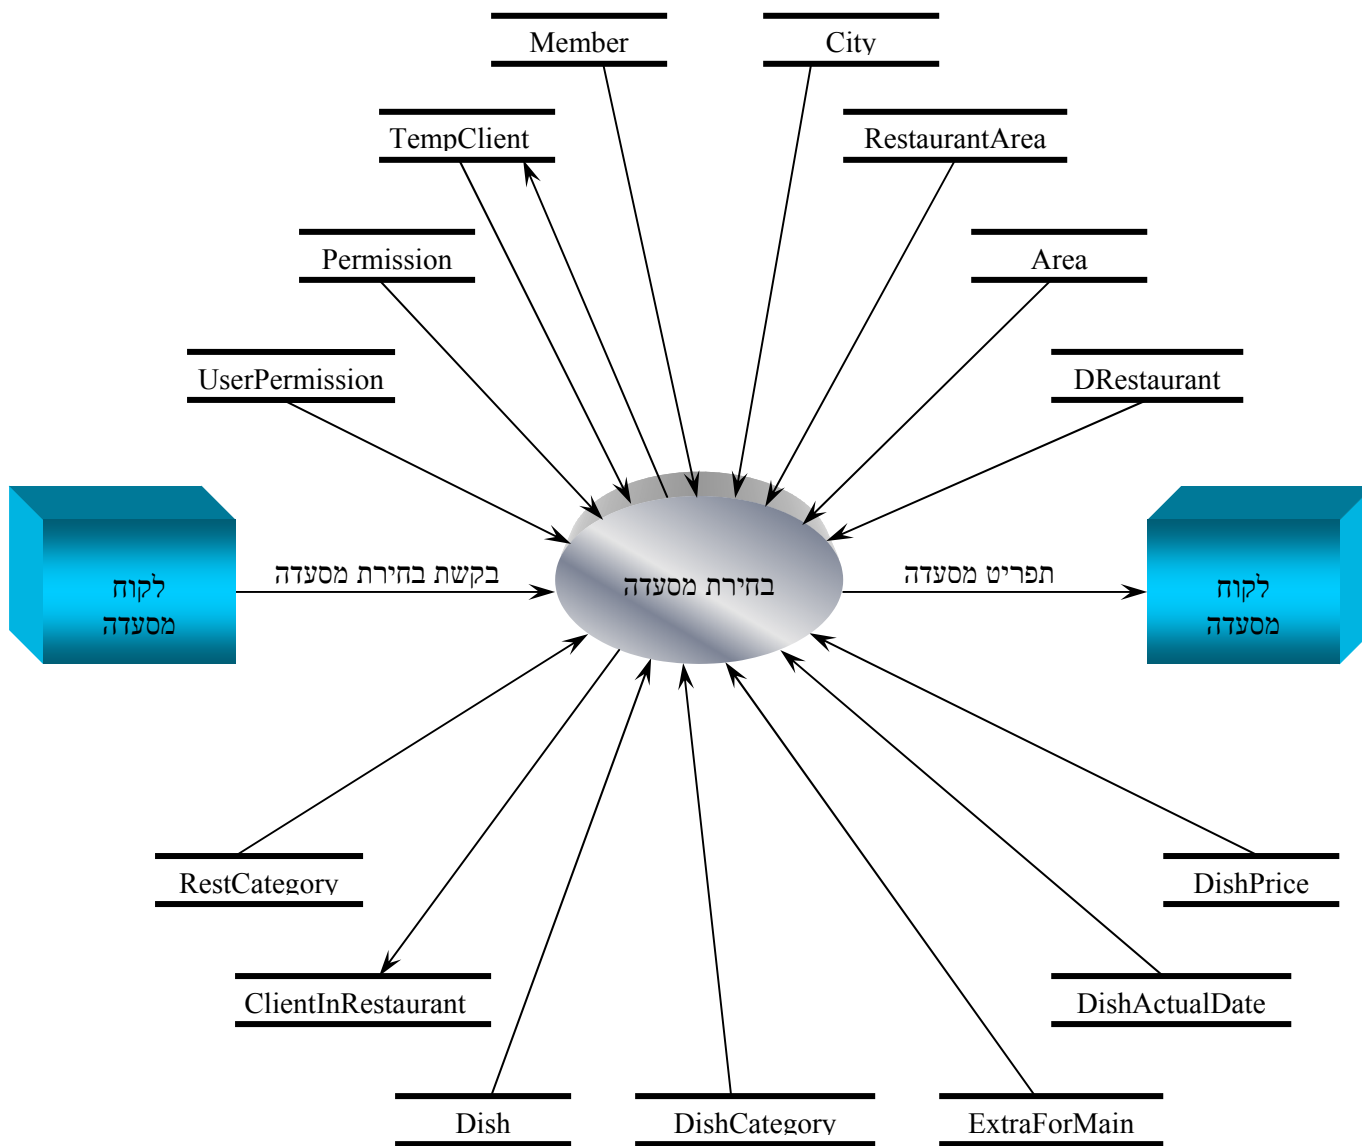 Member
City
TempClient
RestaurantArea
Permission
Area
UserPermission
DRestaurant
לקוח
מסעדה
בקשת בחירת מסעדה
בחירת מסעדה
תפריט מסעדה
לקוח
מסעדה
RestCategory
DishPrice
ClientInRestaurant
DishActualDate
Dish
DishCategory
ExtraForMain